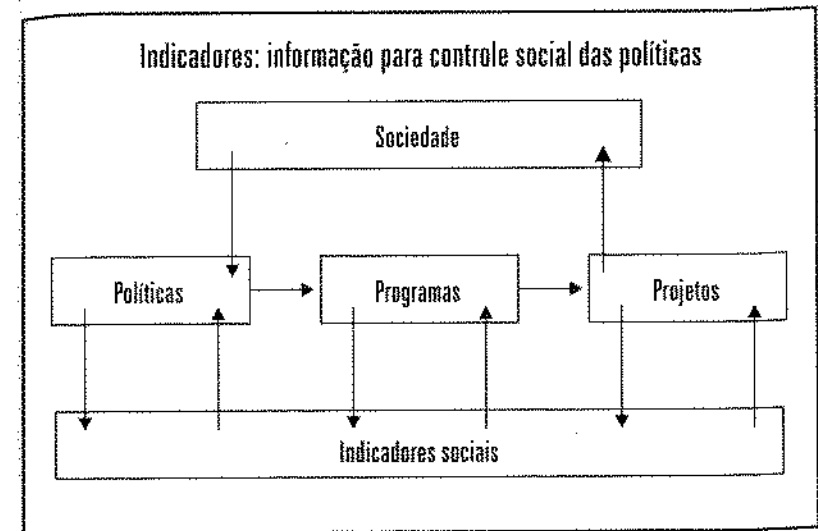 Indicadores: informação para controle social das políticas
Sociedade
Políticas
Programas
Projetos
Indicadores sociais